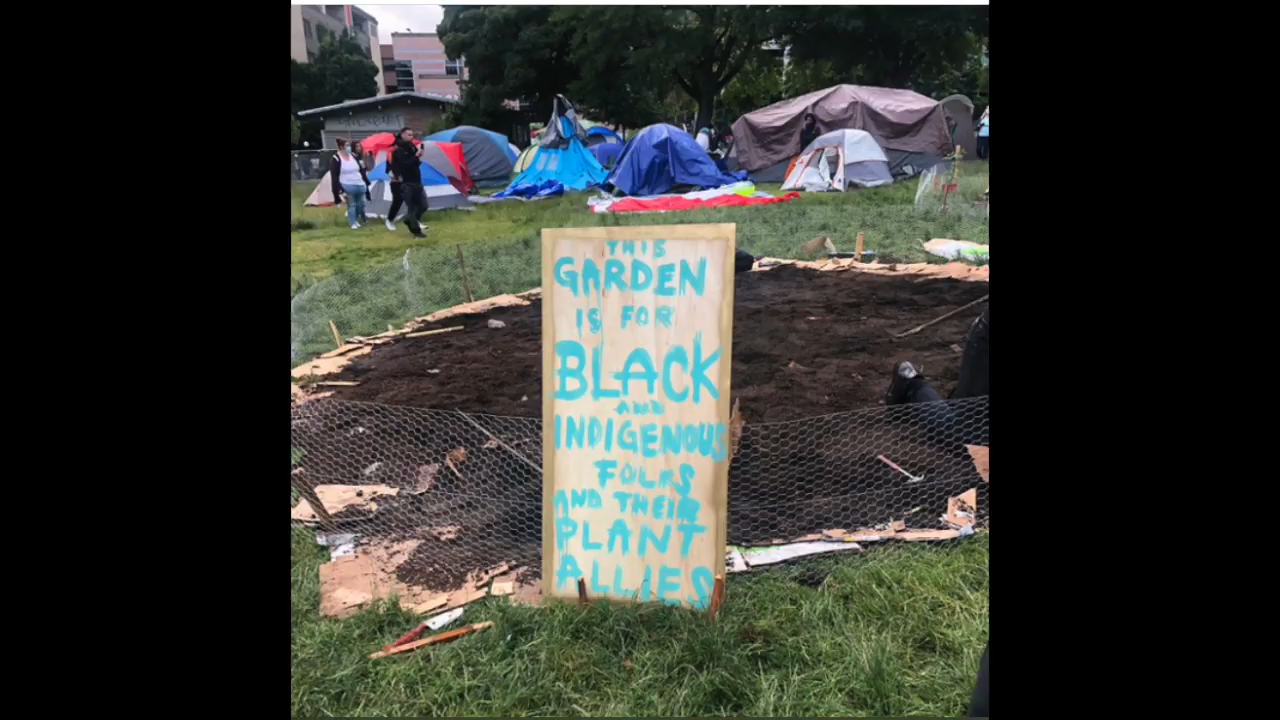 THIS
GARDEN
IS FOR
BLACK
AND
INDIGENOUS
FOLKS
AND THEIR
PLANT
ALLIES